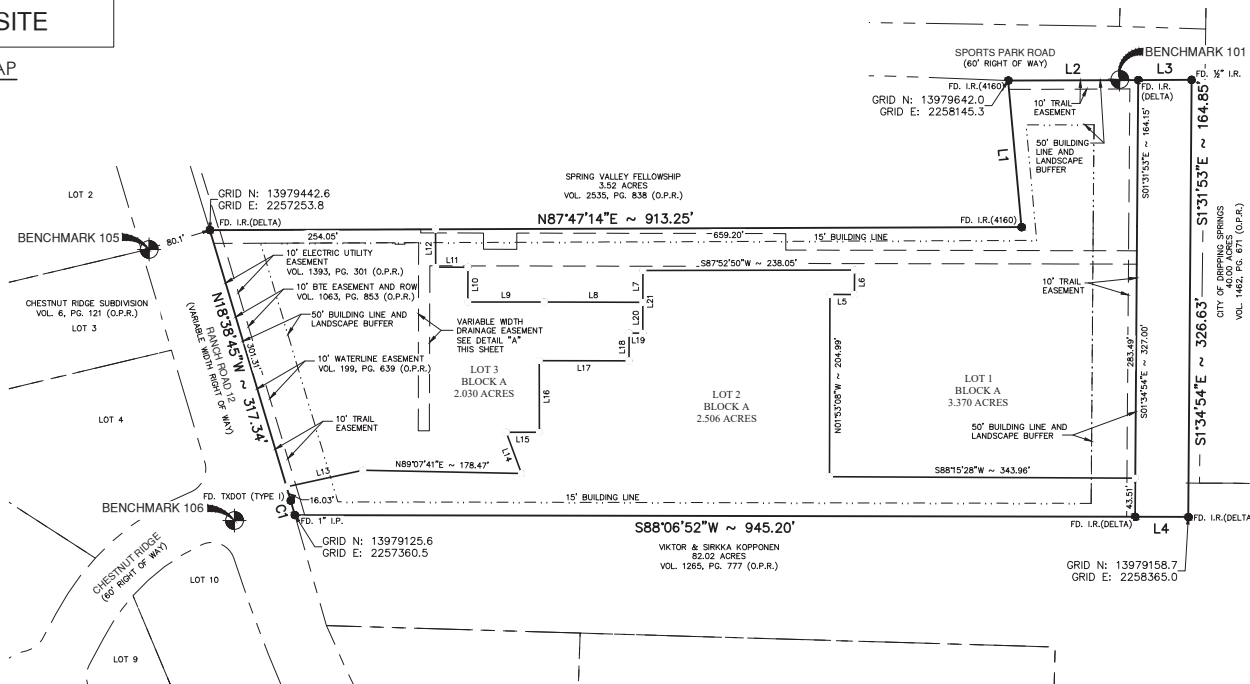 SITE
AP
SPORTS PARK ROAD
(60' RIGHT OF WAY)
L2
BENCHMARK 101
L3
FD. ½" I.R.
FD. I.R.(4160)
FD. I.R.
(DELTA)
GRID N: 13979642.0
GRID E: 2258145.3
10' TRAIL
EASEMENT
50' BUILDING
LINE AND
LANDSCAPE
BUFFER
L1
S01°31'53"E ~ 164.15'
S1°31'53"E ~ 164.85'
LOT 2
GRID N: 13979442.6
GRID E: 2257253.8
SPRING VALLEY FELLOWSHIP
3.52 ACRES
VOL. 2535, PG. 838 (O.P.R.)
FD. I.R.(DELTA)
N87°47'14"E ~ 913.25'
FD. I.R.(4160)
BENCHMARK 105
80.1'
254.05'
L12
659.20'
15' BUILDING LINE
CITY OF DRIPPING SPRINGS
40.00 ACRES
VOL. 1462, PG. 671 (O.P.R.)
10' ELECTRIC UTILITY
EASEMENT
VOL. 1393, PG. 301 (O.P.R.)
L11
S87°52'50"W ~ 238.05'
L10
L7
L6
10' TRAIL
EASEMENT
10' BTE EASEMENT AND ROW
VOL. 1063, PG. 853 (O.P.R.)
L9
L8
L21
L5
CHESTNUT RIDGE SUBDIVISION
VOL. 6, PG. 121 (O.P.R.)
LOT 3
50' BUILDING LINE AND
LANDSCAPE BUFFER
VARIABLE WIDTH
DRAINAGE EASEMENT
SEE DETAIL "A"
THIS SHEET
L20
L19
L18
N18°38'45"W ~ 317.34'
RANCH ROAD 12
(VARIABLE WIDTH RIGHT OF WAY)
301.31'
10' WATERLINE EASEMENT
VOL. 199, PG. 639 (O.P.R.)
L17
LOT 3
BLOCK A
2.030 ACRES
N01°53'08"W ~ 204.99'
LOT 1
BLOCK A
3.370 ACRES
283.49'
S01°34'54"E ~ 327.00'
S1°34'54"E ~ 326.63'
LOT 2
BLOCK A
2.506 ACRES
L16
LOT 4
10' TRAIL
EASEMENT
50' BUILDING LINE AND
LANDSCAPE BUFFER
L15
L14
L13
N89°07'41"E ~ 178.47'
S88°15'28"W ~ 343.96'
FD. TXDOT (TYPE I)
16.03'
15' BUILDING LINE
43.51'
BENCHMARK 106
C1
FD. 1" I.P.
S88°06'52"W ~ 945.20'
FD. I.R.(DELTA)
L4
FD. I.R.(DELTA
GRID N: 13979125.6
GRID E: 2257360.5
VIKTOR & SIRKKA KOPPONEN
82.02 ACRES
VOL. 1265, PG. 777 (O.P.R.)
GRID N: 13979158.7
GRID E: 2258365.0
CHESTNUT RIDGE
(60' RIGHT OF WAY)
LOT 10
LOT 9